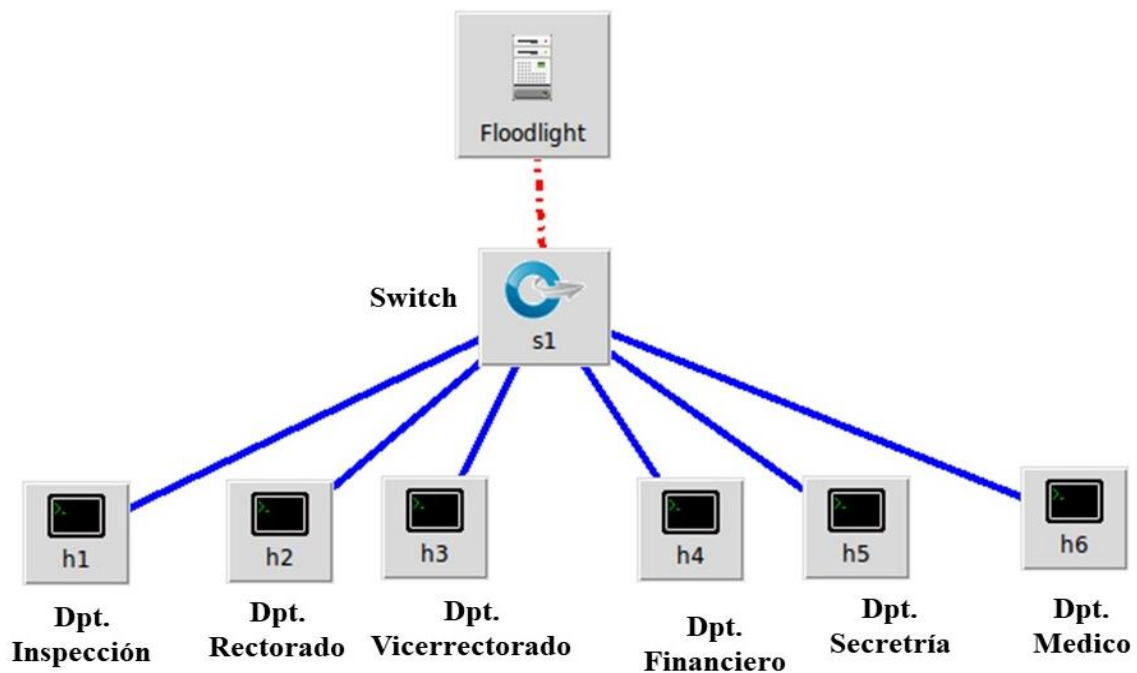 Floodlight
Switch
s1
h1
h2
h3
h4
h5
h6
Dpt.
Inspección
Dpt.
Rectorado
Dpt.
Vicerrectorado
Dpt.
Financiero
Dpt.
Secretría
Dpt.
Medico